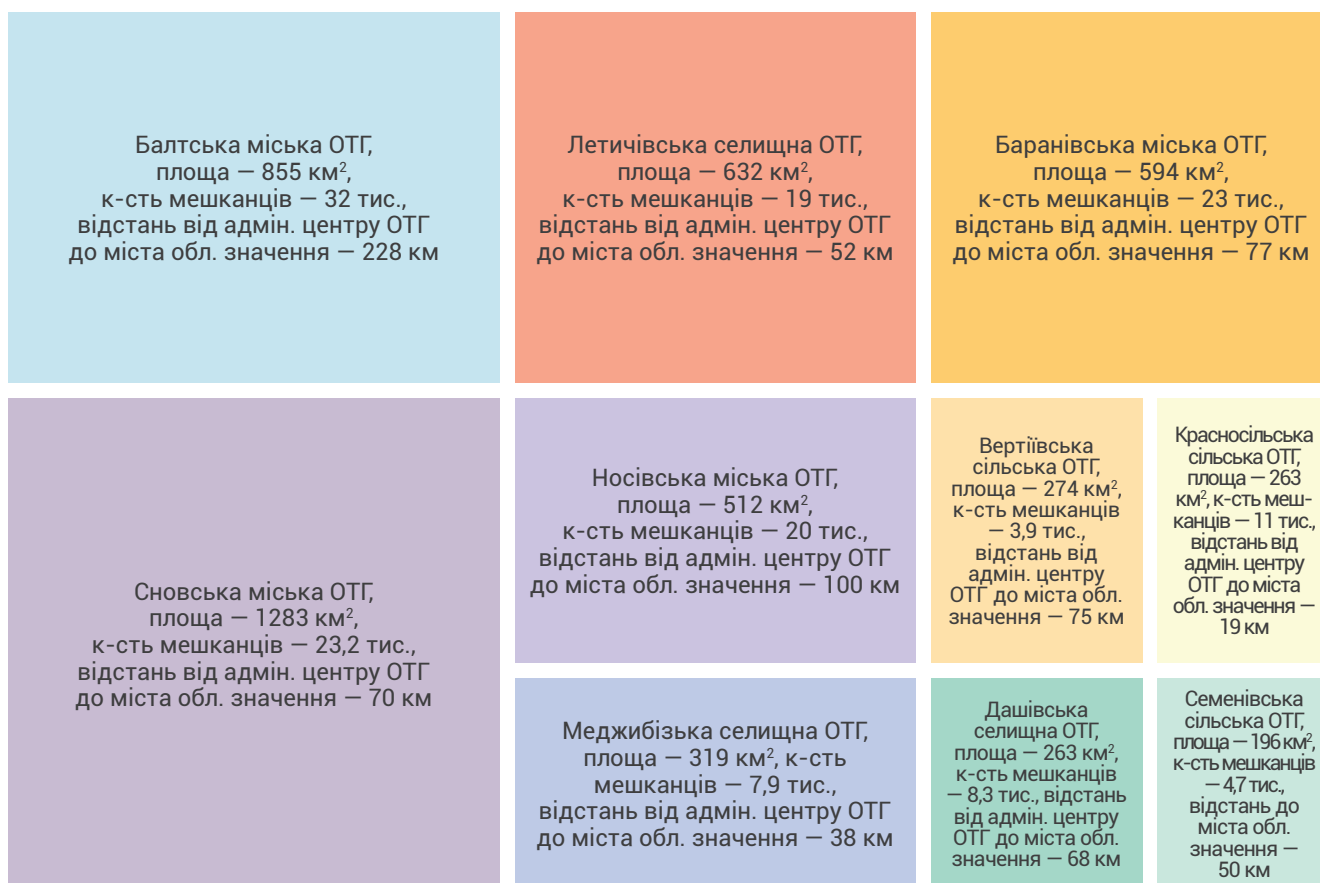 Балтська міська ОТГ,
площа — 855 км²,
к-сть мешканців — 32 тис.,
відстань від адмін. центру ОТГ
до міста обл. значення — 228 км
Летичівська селищна ОТГ,
площа — 632 км²,
к-сть мешканців — 19 тис.,
відстань від адмін. центру ОТГ
до міста обл. значення — 52 км
Баранівська міська ОТГ,
площа — 594 км²,
к-сть мешканців — 23 тис.,
відстань від адмін. центру ОТГ
до міста обл. значення — 77 км
Сновська міська ОТГ,
площа — 1283 км²,
к-сть мешканців — 23,2 тис.,
відстань від адмін. центру ОТГ
до міста обл. значення — 70 км
Носівська міська ОТГ,
площа — 512 км²,
к-сть мешканців — 20 тис.,
відстань від адмін. центру ОТГ
до міста обл. значення — 100 км
Вертіївська
сільська ОТГ,
площа — 274 км²,
к-сть мешканців
— 3,9 тис.,
відстань від
адмін. центру
ОТГ до міста обл.
значення — 75 км
Красносільська
сільська ОТГ,
площа — 263
км², к-сть меш-
канців — 11 тис.,
відстань від
адмін. центру
ОТГ до міста
обл. значення —
19 км
Меджибізька селищна ОТГ,
площа — 319 км², к-сть
мешканців — 7,9 тис.,
відстань від адмін. центру ОТГ
до міста обл. значення — 38 км
Дашівська
селищна ОТГ,
площа — 263 км²,
к-сть мешканців
— 8,3 тис., відстань
від адмін. центру
ОТГ до міста обл.
значення — 68 км
Семенівська
сільська ОТГ,
площа — 196 км²,
к-сть мешканців
— 4,7 тис.,
відстань до
міста обл.
значення —
50 км